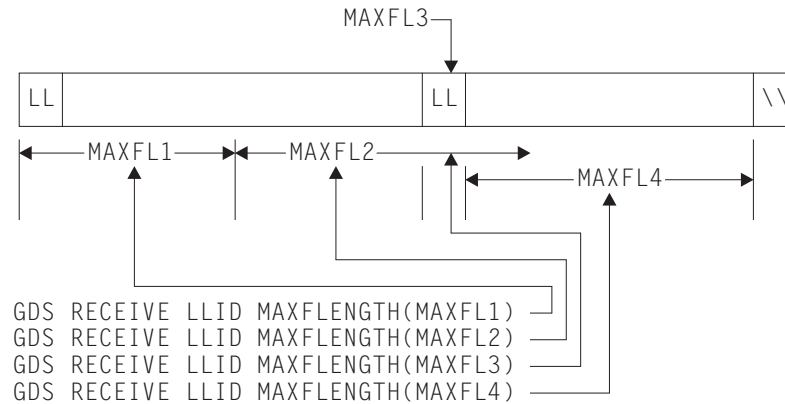 MAXFL3
LL LL \\
MAXFL1 MAXFL2
MAXFL4
GDS RECEIVE LLID MAXFLENGTH(MAXFL1)
GDS RECEIVE LLID MAXFLENGTH(MAXFL2)
GDS RECEIVE LLID MAXFLENGTH(MAXFL3)
GDS RECEIVE LLID MAXFLENGTH(MAXFL4)